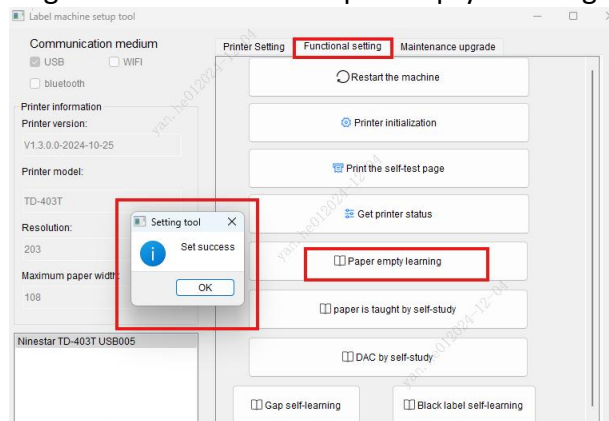 Label machine setup tool
Communication medium
USB
WIFI
bluetooth
Printer information
Printer version:
V1.3.0.0-2024-10-25
Printer model:
TD-403T
Resolution:
203
Maximum paper width:
108
Ninestar TD-403T USB005
Printer Setting
Functional setting
Maintenance upgrade
Restart the machine
Printer initialization
Print the self-test page
Get printer status
Paper empty learning
paper is taught by self-study
DAC by self-study
Gap self-learning
Black label self-learning
Setting tool
Set success
OK
yan.he012024-12-04